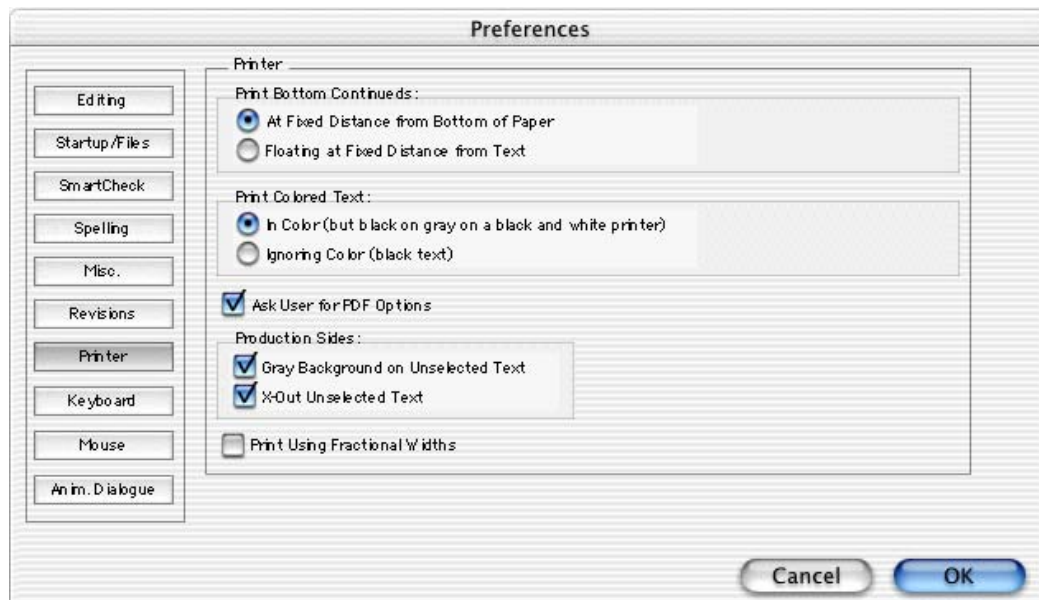 Preferences
Editing
Startup/Files
SmartCheck
Spelling
Misc.
Revisions
Printer
Keyboard
Mouse
Anim. Dialogue
Printer
Print Bottom Continueds:
At Fixed Distance from Bottom of Paper
Floating at Fixed Distance from Text
Print Colored Text:
In Color (but black on gray on a black and white printer)
Ignoring Color (black text)
Ask User for PDF Options
Production Sides:
Gray Background on Unselected Text
X-Out Unselected Text
Print Using Fractional Widths
Cancel
OK